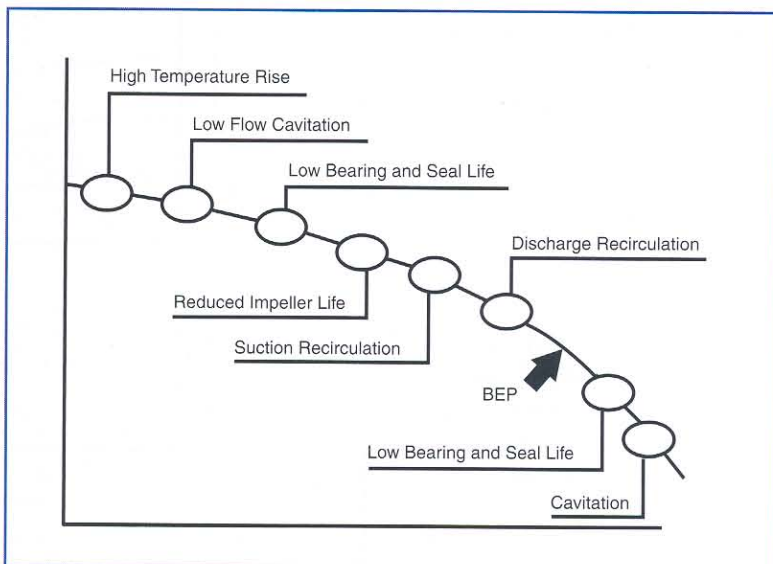 High Temperature Rise
Low Flow Cavitation
Low Bearing and Seal Life
Discharge Recirculation
Reduced Impeller Life
Suction Recirculation
BEP
Low Bearing and Seal Life
Cavitation